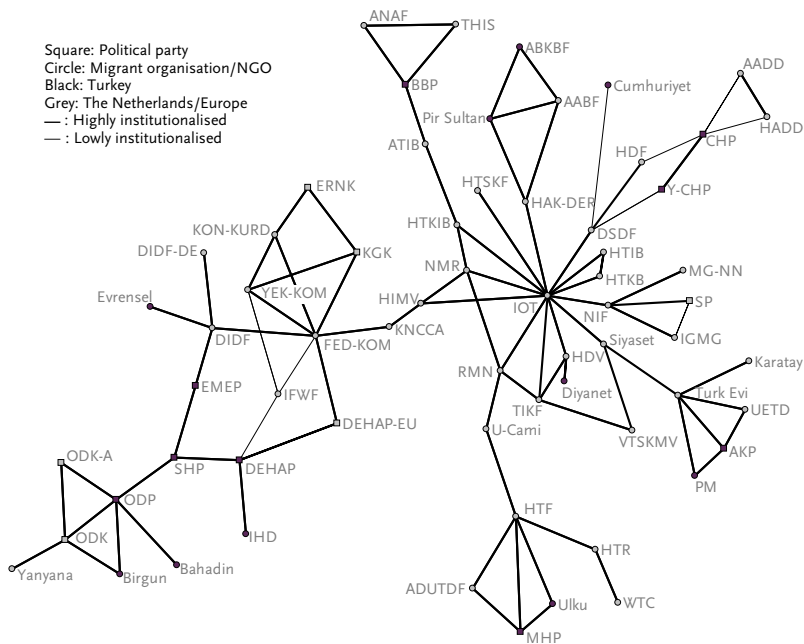 ANAF
THIS
Square: Political party
Circle: Migrant organisation/NGO
Black: Turkey
Grey: The Netherlands/Europe
— : Highly institutionalised
— : Lowly institutionalised
ABKBF
BBP
AADD
Cumhuriyet
AABF
Pir Sultan
HADD
CHP
ATIB
HDF
ERNK
HTSKF
Y-CHP
HAK-DER
KON-KURD
HTKIB
DSDF
DIDF-DE
KGK
HTIB
NMR
MG-NN
HTKB
YEK-KOM
Evrensel
HIMV
IOT
NIF
SP
KNCCA
DIDF
FED-KOM
Siyaset
IGMG
HDV
Karatay
RMN
EMEP
IFWF
Diyanet
Turk Evi
TIKF
UETD
DEHAP-EU
U-Cami
VTSKMV
AKP
ODK-A
SHP
DEHAP
PM
ODP
HTF
ODK
IHD
HTR
Yanyana
Birgun
Bahadin
ADUTDF
Ulku
WTC
MHP